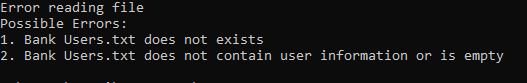 Error reading file
Possible Errors:
1. Bank Users.txt does not exists
2. Bank Users.txt does not contain user information or is empty